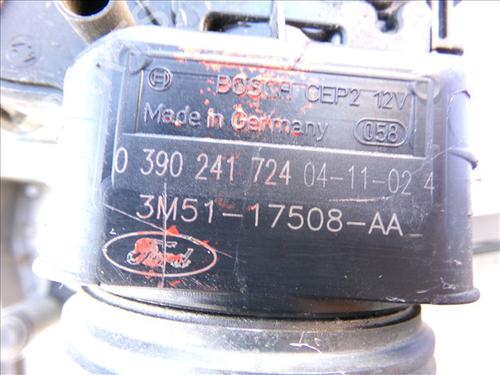 BOSCH CEP2 12V
Made in Germany 058
0 390 241 724 04-11-02 4
3M51-17508-AA
Ford